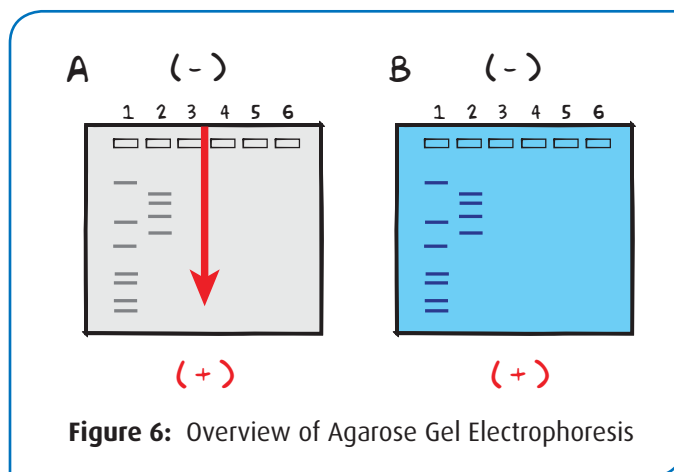 A (-) B (-)
1 2 3 4 5 6 1 2 3 4 5 6
(+) (+)
Figure 6: Overview of Agarose Gel Electrophoresis